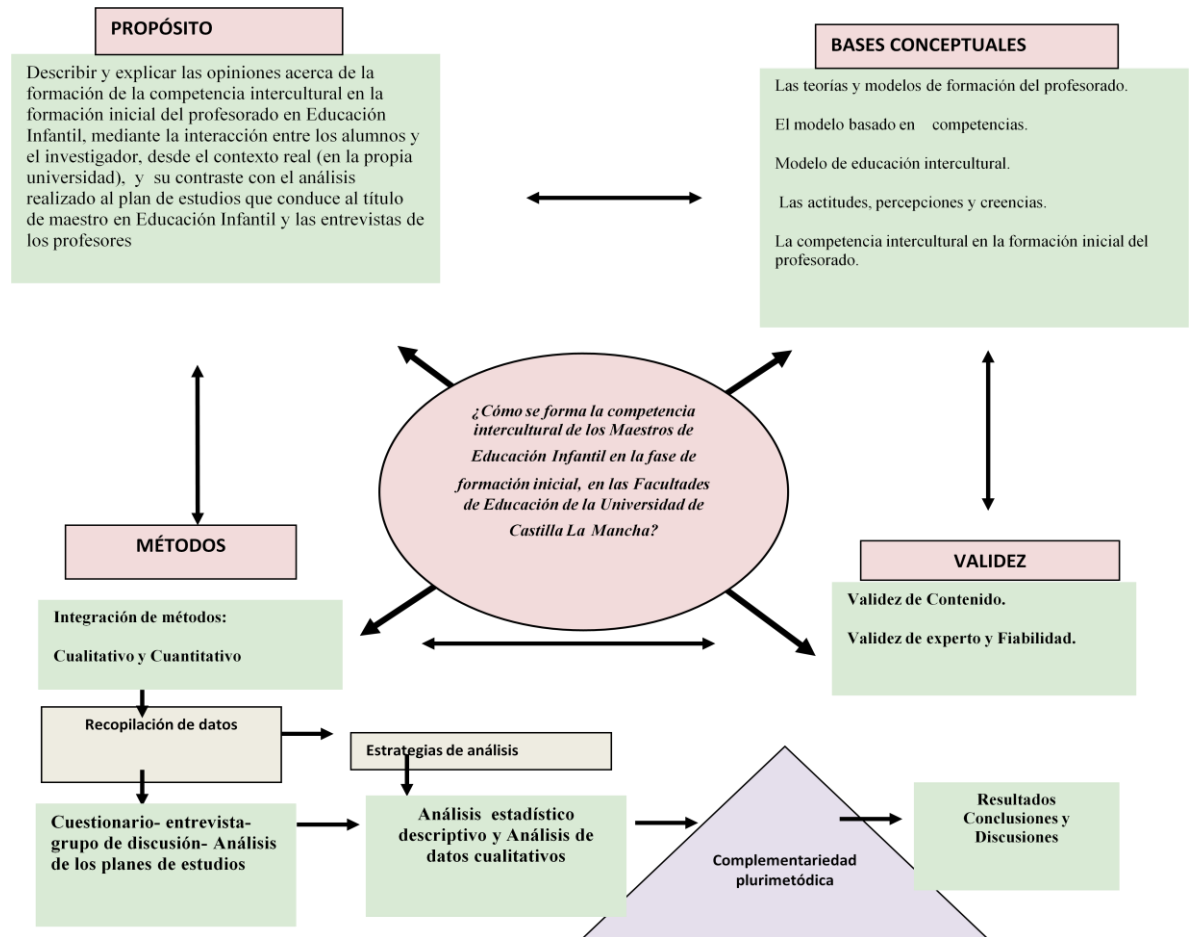 PROPÓSITO
Describir y explicar las opiniones acerca de la
formación de la competencia intercultural en la
formación inicial del profesorado en Educación
Infantil, mediante la interacción entre los alumnos y
el investigador, desde el contexto real (en la propia
universidad), y su contraste con el análisis
realizado al plan de estudios que conduce al título
de maestro en Educación Infantil y las entrevistas de
los profesores
BASES CONCEPTUALES
Las teorías y modelos de formación del profesorado.
El modelo basado en competencias.
Modelo de educación intercultural.
Las actitudes, percepciones y creencias.
La competencia intercultural en la formación inicial del
profesorado.
¿Cómo se forma la competencia
intercultural de los Maestros de
Educación Infantil en la fase de
formación inicial, en las Facultades
de Educación de la Universidad de
Castilla La Mancha?
MÉTODOS
Integración de métodos:
Cualitativo y Cuantitativo
VALIDEZ
Validez de Contenido.
Validez de experto y Fiabilidad.
Recopilación de datos
Estrategias de análisis
Cuestionario- entrevista-
grupo de discusión- Análisis
de los planes de estudios
Análisis estadístico
descriptivo y Análisis de
datos cualitativos
Complementariedad
plurimetódica
Resultados
Conclusiones y
Discusiones